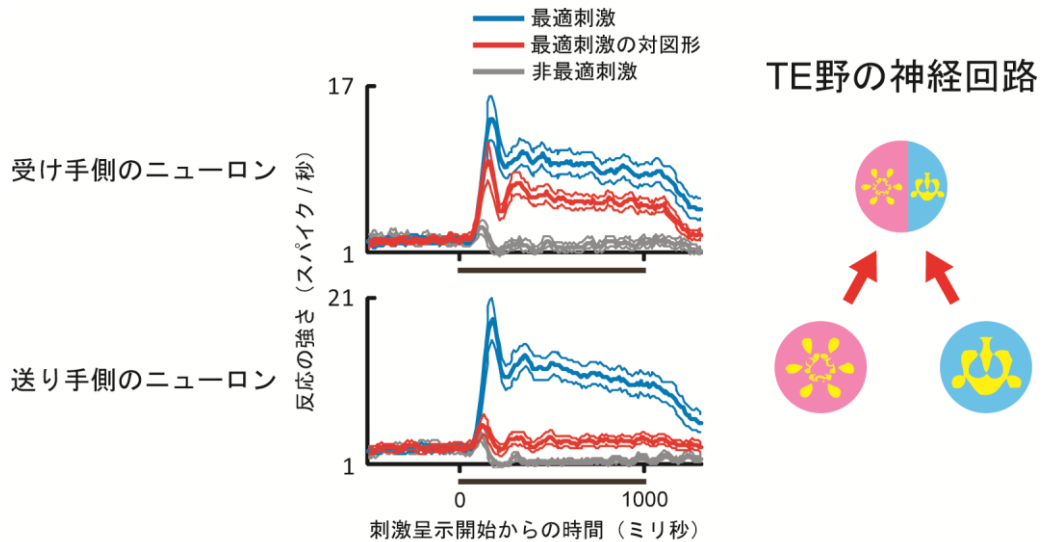 最適刺激
最適刺激の対図形
非最適刺激
TE野の神経回路
受け手側のニューロン
17
1
反応の強さ（スパイク/秒）
送り手側のニューロン
21
1
0
1000
刺激呈示開始からの時間（ミリ秒）